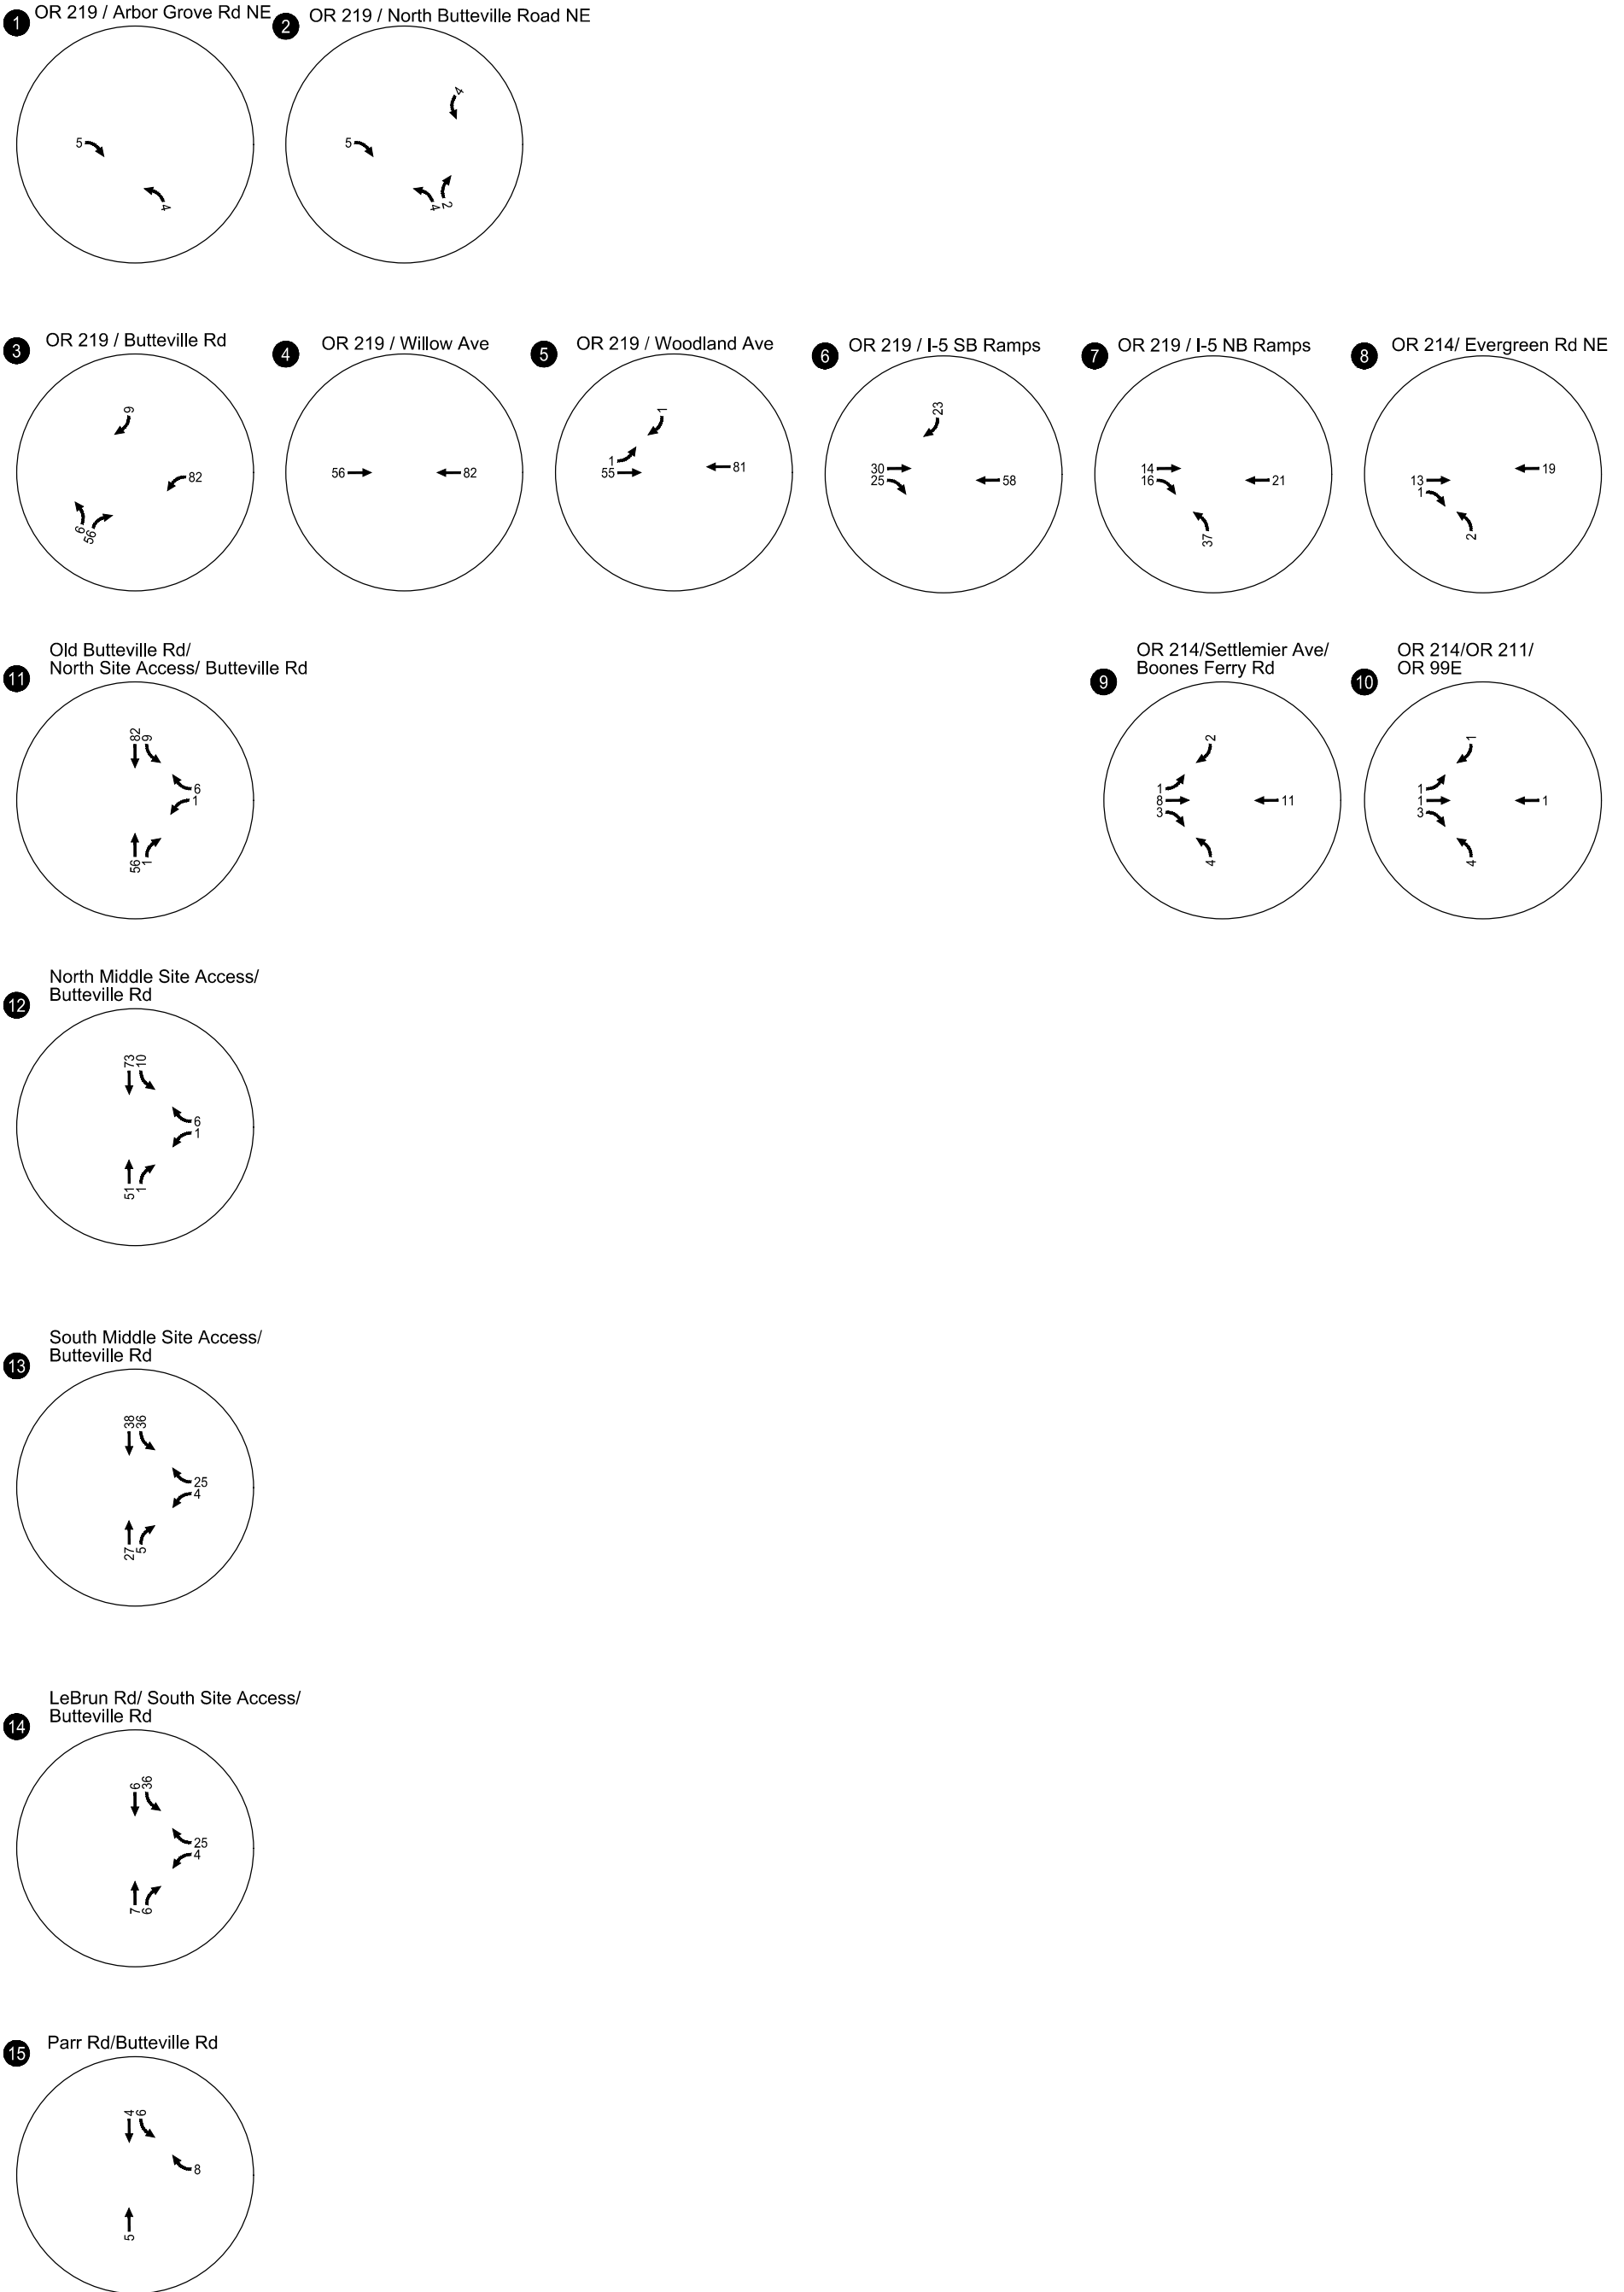 1 OR 219 / Arbor Grove Rd NE
5
4
2 OR 219 / North Butteville Road NE
4
5
4 2
3 OR 219 / Butteville Rd
9
82
6 56
4 OR 219 / Willow Ave
56 82
5 OR 219 / Woodland Ave
1
1
55 81
6 OR 219 / I-5 SB Ramps
23
30
25 58
7 OR 219 / I-5 NB Ramps
14
16 21
37
8 OR 214/ Evergreen Rd NE
19
13
1
2
11 Old Butteville Rd/
North Site Access/ Butteville Rd
82 9
6
1
56 1
9 OR 214/Settlemier Ave/
Boones Ferry Rd
2
1
8 11
3
4
10 OR 214/OR 211/
OR 99E
1
1
1 1
3
4
12 North Middle Site Access/
Butteville Rd
73 10
6
1
51 1
13 South Middle Site Access/
Butteville Rd
38 36
25
4
27 5
14 LeBrun Rd/ South Site Access/
Butteville Rd
6 36
25
4
7 6
15 Parr Rd/Butteville Rd
4 6
8
5